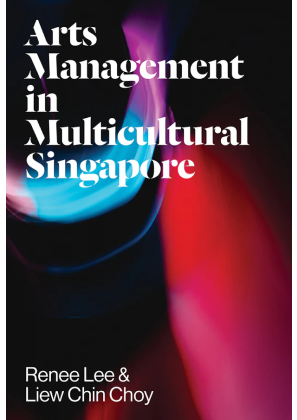 Arts
Management
in
Multicultural
Singapore
Renee Lee &
Liew Chin Choy